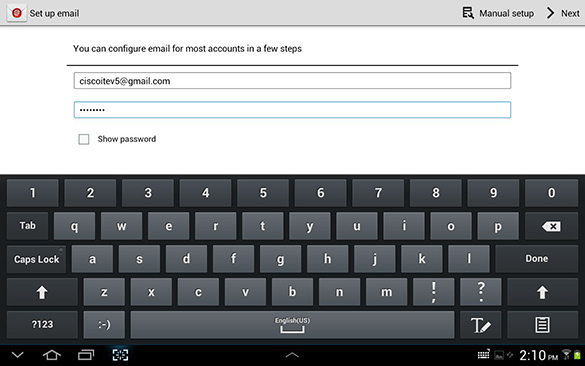 Set up email Manual setup Next
You can configure email for most accounts in a few steps
ciscoitev5@gmail.com
••••••••
Show password
1 2 3 4 5 6 7 8 9 0
Tab q w e r t y u i o p
Caps Lock a s d f g h j k l Done
z x c v b n m ! , ? .
?123 :-) English(US) T
2:10 PM